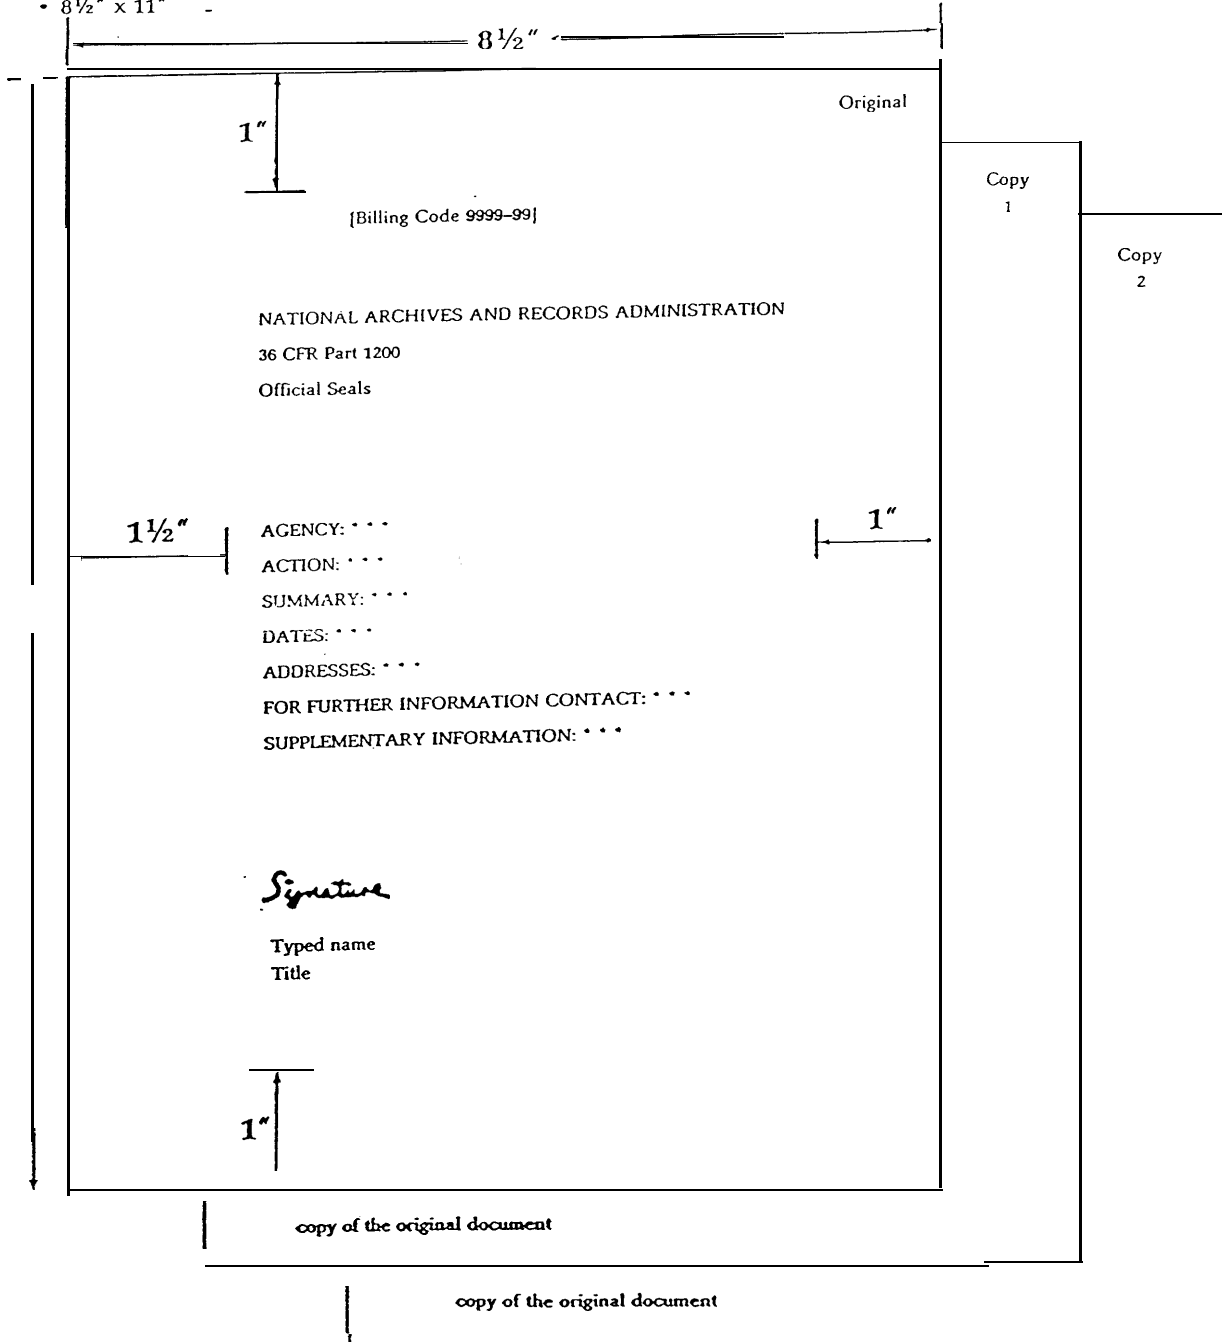 • 8½" x 11"
8½"
Original
1"
Copy
1
[Billing Code 9999–99]
Copy
2
NATIONAL ARCHIVES AND RECORDS ADMINISTRATION
36 CFR Part 1200
Official Seals
1½"
1"
AGENCY: * * *
ACTION: * * *
SUMMARY: * * *
DATES: * * *
ADDRESSES: * * *
FOR FURTHER INFORMATION CONTACT: * * *
SUPPLEMENTARY INFORMATION: * * *
Signature
Typed name
Title
1"
copy of the original document
copy of the original document